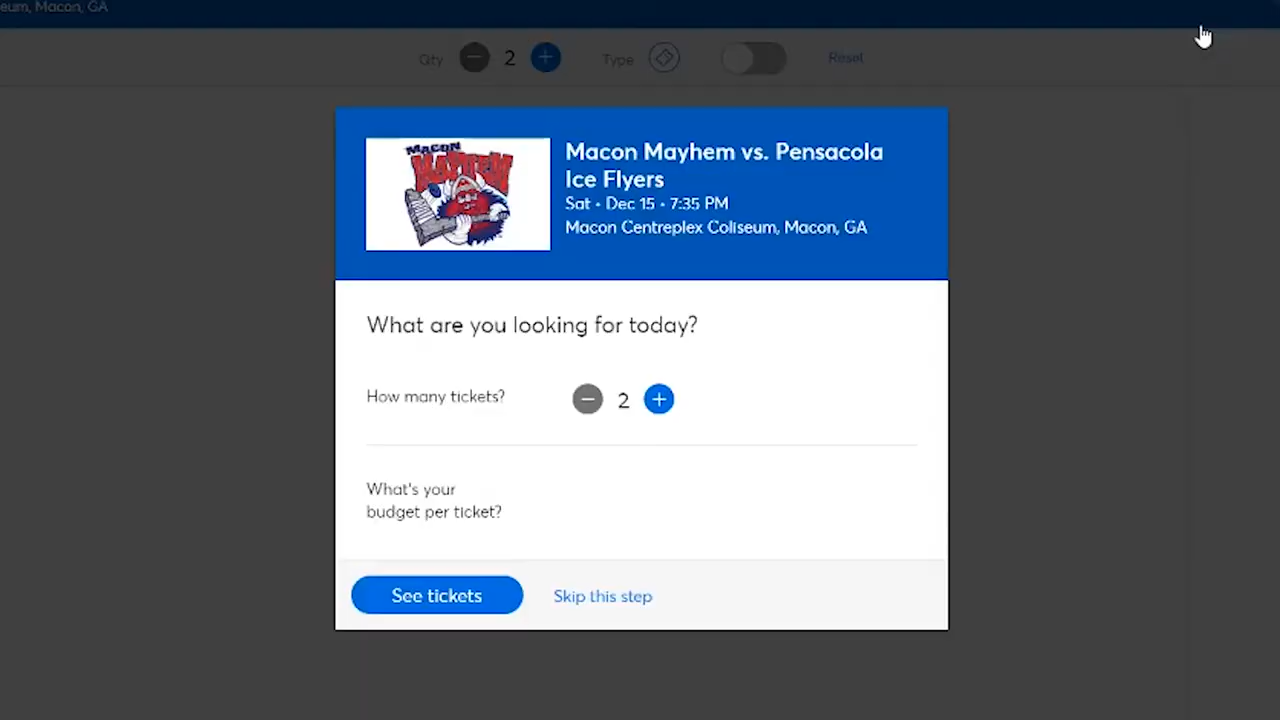 eum, Macon, GA
Qty 2 Type Reset
MACON
MAYHEM
Macon Mayhem vs. Pensacola
Ice Flyers
Sat • Dec 15 • 7:35 PM
Macon Centreplex Coliseum, Macon, GA
What are you looking for today?
How many tickets? 2
What's your
budget per ticket?
See tickets Skip this step